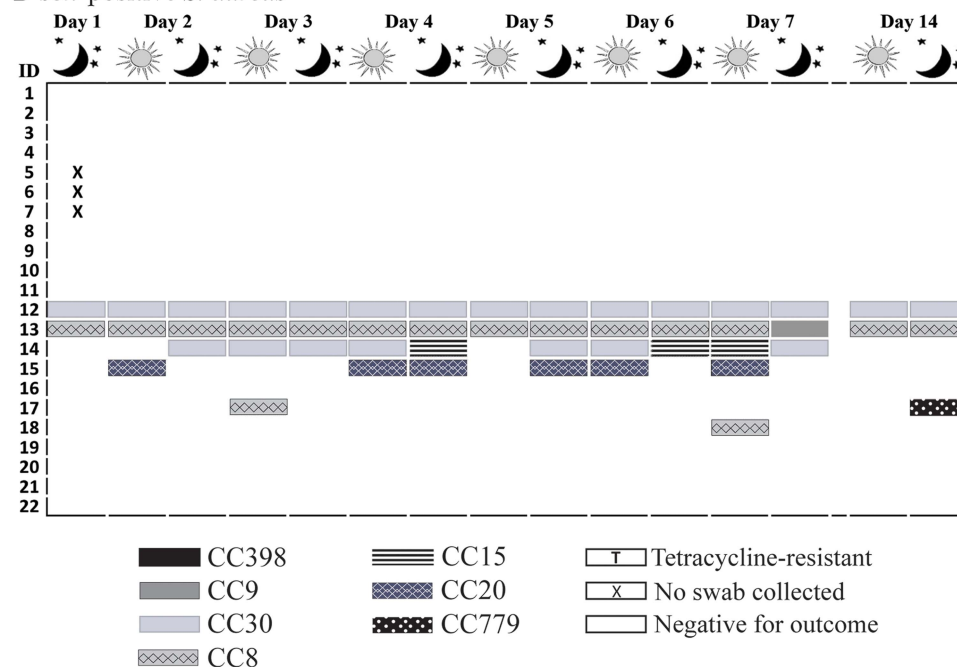 Day 1 Day 2 Day 3 Day 4 Day 5 Day 6 Day 7 Day 14
ID
1
2
3
4
5 X
6 X
7 X
8
9
10
11
12
13
14
15
16
17
18
19
20
21
22
CC398 CC15 T Tetracycline-resistant
CC9 CC20 X No swab collected
CC30 CC779 Negative for outcome
CC8